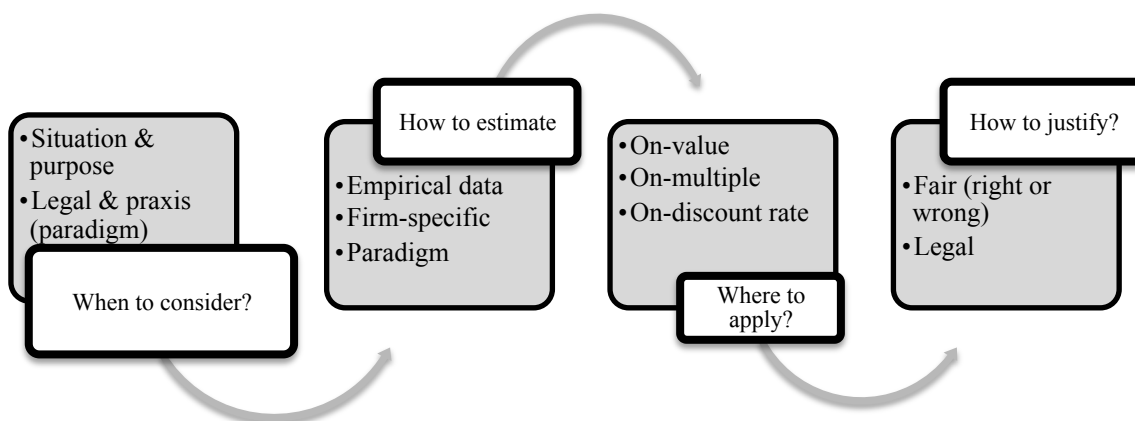 • Situation &
purpose
• Legal & praxis
(paradigm)
When to consider?
How to estimate
• Empirical data
• Firm-specific
• Paradigm
• On-value
• On-multiple
• On-discount rate
Where to
apply?
How to justify?
• Fair (right or
wrong)
• Legal